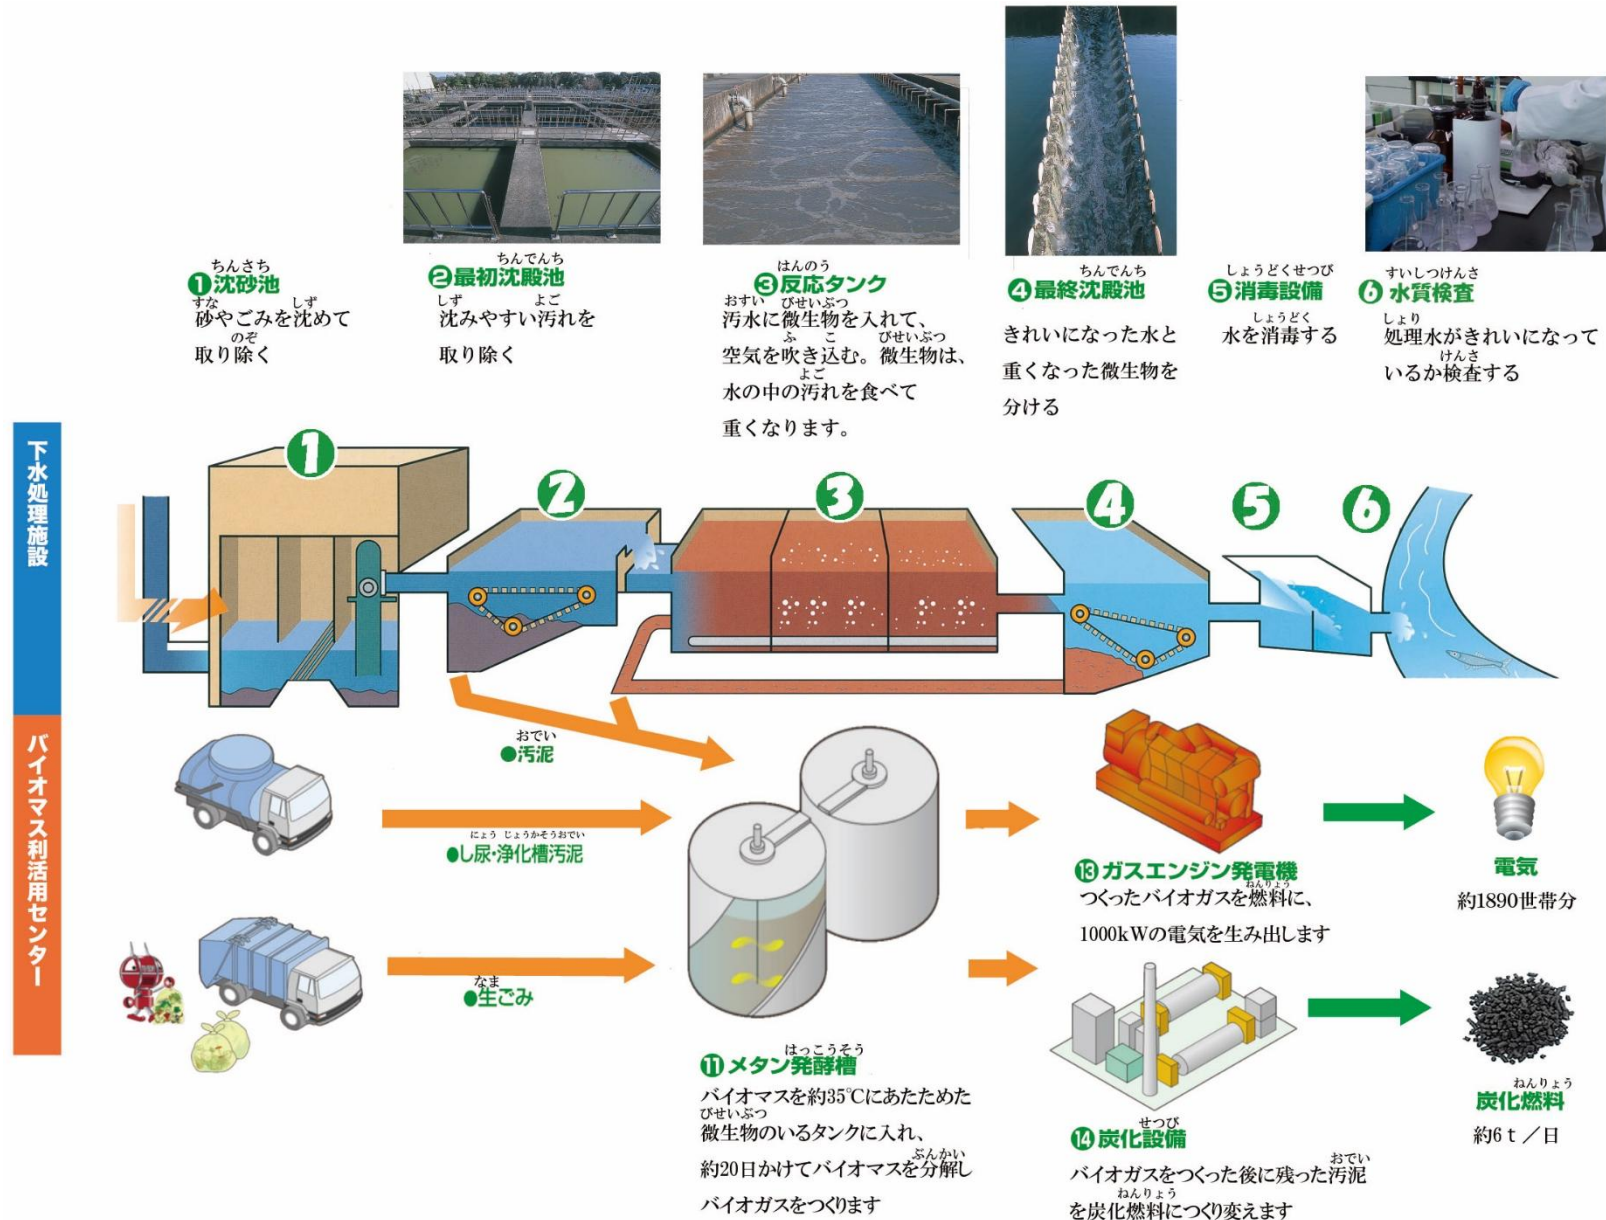 ちんさち
❶沈砂池
すな しず
砂やごみを沈めて
のぞ
取り除く
ちんでんち
❷最初沈殿池
しず よご
沈みやすい汚れを
取り除く
はんのう
❸反応タンク
おすい びせいぶつ
汚水に微生物を入れて、
ふ こ びせいぶつ
空気を吹き込む。微生物は、
よご
水の中の汚れを食べて
重くなります。
ちんでんち
❹最終沈殿池
きれいになった水と
重くなった微生物を
分ける
しょうどくせつび
❺消毒設備
しょうどく
水を消毒する
すいしつけんさ
❻水質検査
しょり
処理水がきれいになって
けんさ
いるか検査する
下水処理施設
1
2
3
4
5
6
バイオマス利活用センター
おでい
●汚泥
にょう じょうかそうおでい
●し尿・浄化槽汚泥
なま
●生ごみ
はっこうそう
⓫メタン発酵槽
バイオマスを約35℃にあたためた
びせいぶつ
微生物のいるタンクに入れ、
ぶんかい
約20日かけてバイオマスを分解し
バイオガスをつくります
⓭ガスエンジン発電機
ねんりょう
つくったバイオガスを燃料に、
1000kWの電気を生み出します
電気
約1890世帯分
せつび
⓮炭化設備
おでい
バイオガスをつくった後に残った汚泥
ねんりょう
を炭化燃料につくり変えます
ねんりょう
炭化燃料
約6t／日